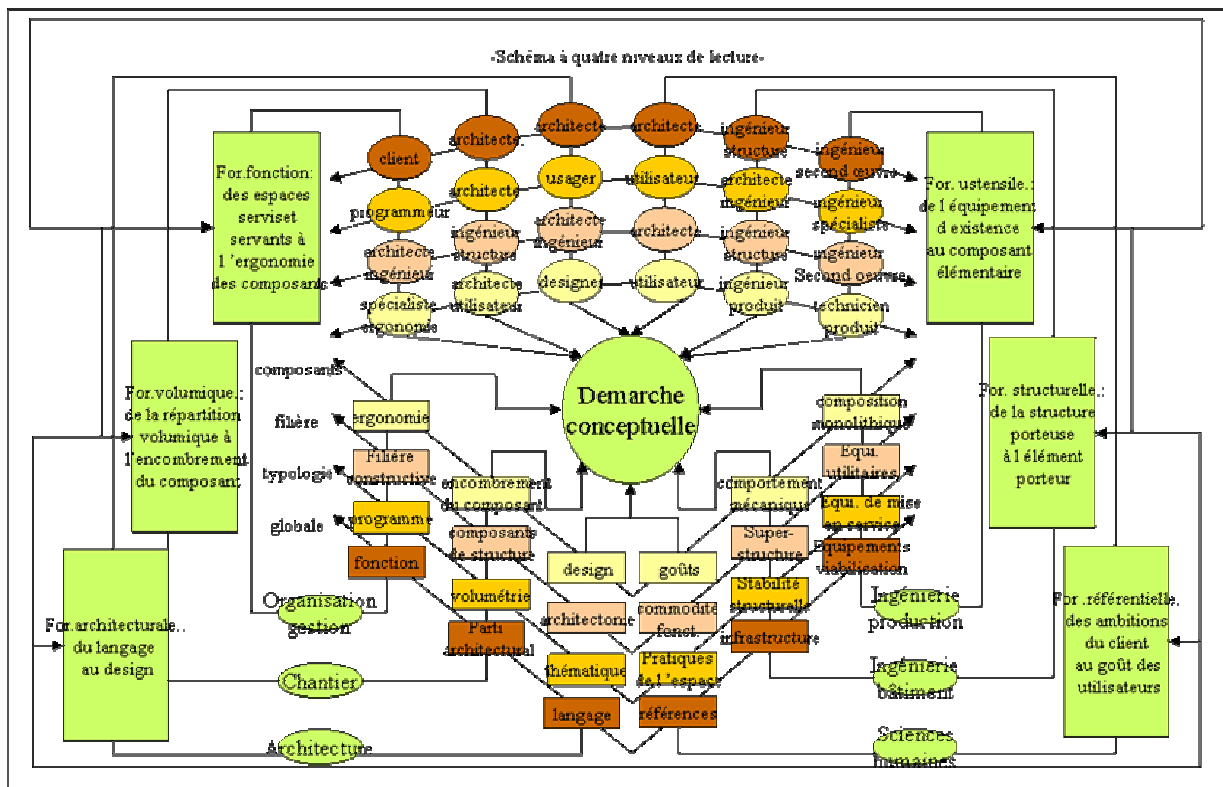 -Schéma à quatre niveaux de lecture-
For.fonction:
des espaces
serviset
servants à
l 'ergonomie
des composants
For.volumique.:
de la répartition
volumique à
l'encombrement
du composant
For.architecturale..
du langage
au design
client
architecte.
architecte
architecte
ingénieur
structure
ingénieur
second œuvre
programmeur
architecte
usager
utilisateur
architecte
ingénieur
ingénieur
spécialiste
architecte
ingénieur
ingénieur
structure
architecte
ingénieur
architecte
ingénieur
structure
ingénieur
Second oeuvre
spécialiste
ergonomie
architecte
utilisateur
designer
utilisateur
ingénieur
produit
technicien
produit
Demarche
conceptuelle
composants
filière
typologie
globale
ergonomie
Filière
constructive
programme
fonction
encombrement
du composant
composants
de structure
volumétrie
Parti
architectural
design
architectonie
thématique
langage
goûts
commodité
fonct.
Pratiques
de l 'espace
références
comportement
mécanique
Super-
structure
Stabilité
structurelle
infrastructure
composition
monolithique
Equi.
utilitaires
Equi. de mise
en service
Equipements
viabilisation
Organisation
gestion
Chantier
Architecture
Ingénierie
production
Ingénierie
bâtiment
Sciences
humaines
For. ustensile.:
de l équipement
d existence
au composant
élémentaire
For. structurelle.:
de la structure
porteuse
à l élément
porteur
For .référentielle.
des ambitions
du client
au goût des
utilisateurs